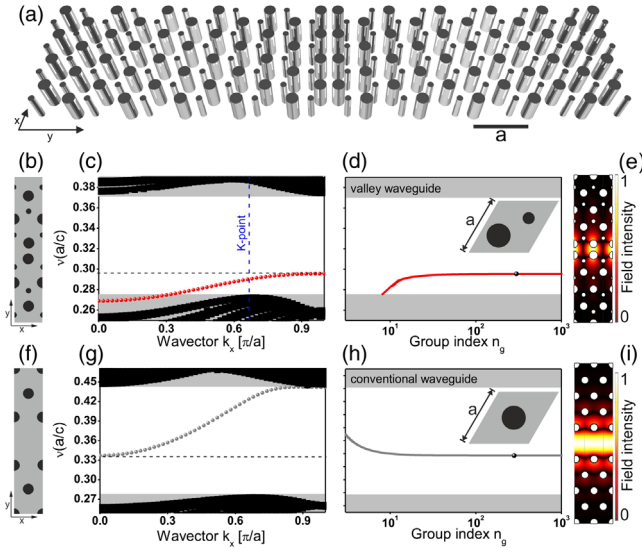 (a)
x
y
a
(b)
(c)
(d)
(e)
0.38
0.36
0.34
0.32
0.30
0.28
0.26
ν(a/c)
K-point
0.0
0.3
0.6
0.9
Wavector kx [π/a]
valley waveguide
a
10¹
10²
10³
Group index ng
1
0
Field intensity
y
x
(f)
(g)
(h)
(i)
0.45
0.42
0.39
0.36
0.33
0.30
0.27
ν(a/c)
0.0
0.3
0.6
0.9
Wavector kx [π/a]
conventional waveguide
a
10¹
10²
10³
Group index ng
1
0
Field intensity
y
x